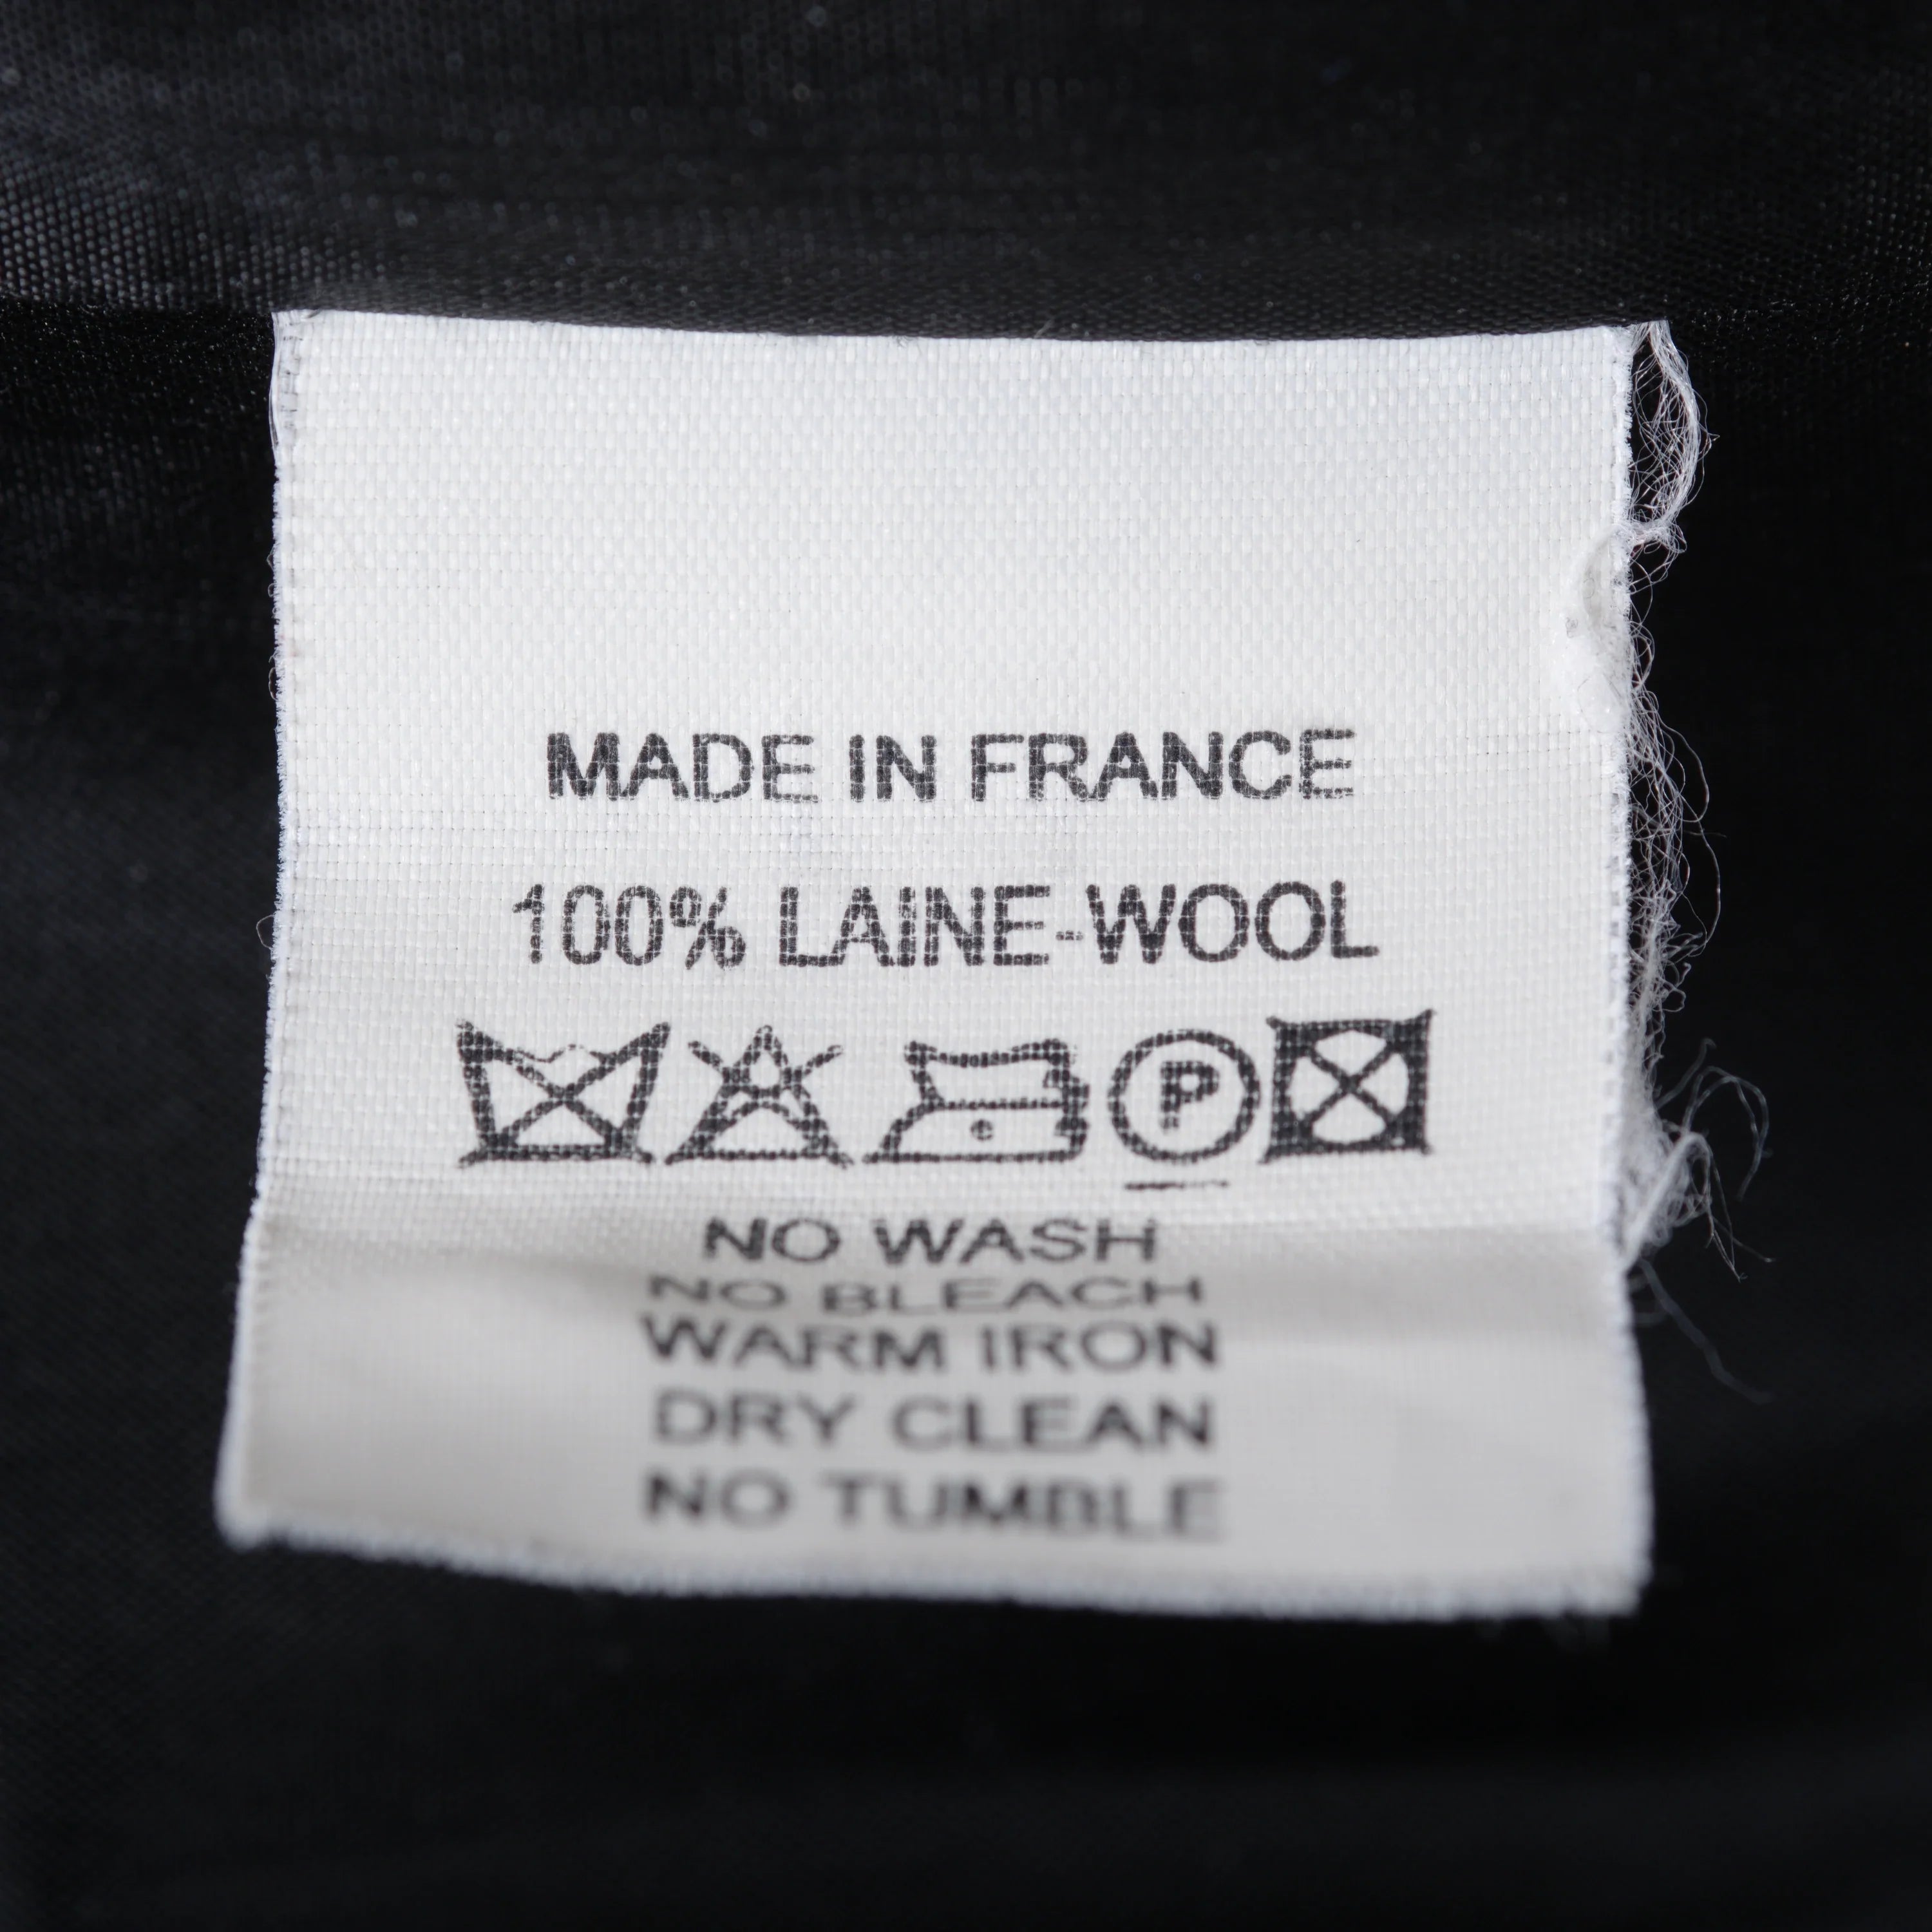 MADE IN FRANCE
100% LAINE-WOOL
P
NO WASH
NO BLEACH
WARM IRON
DRY CLEAN
NO TUMBLE